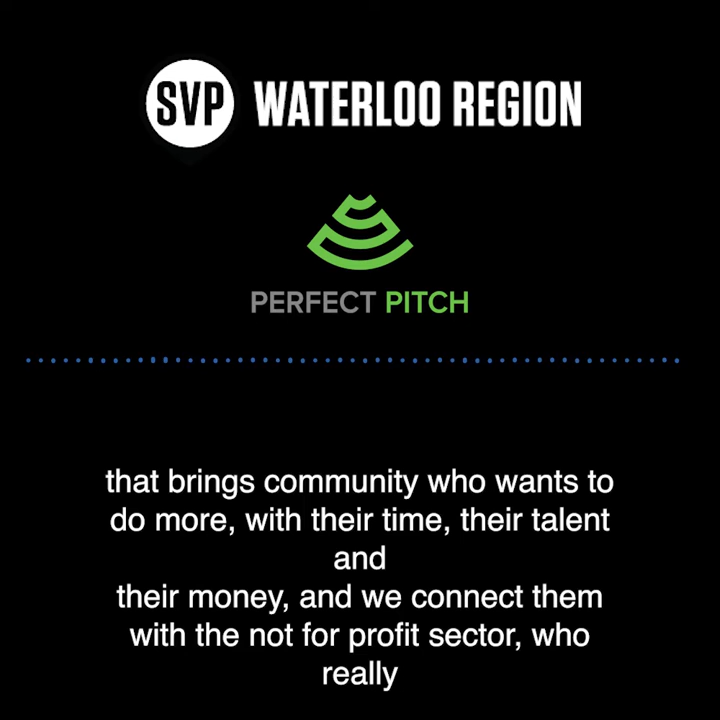 SVP WATERLOO REGION
PERFECT PITCH
that brings community who wants to
do more, with their time, their talent
and
their money, and we connect them
with the not for profit sector, who
really